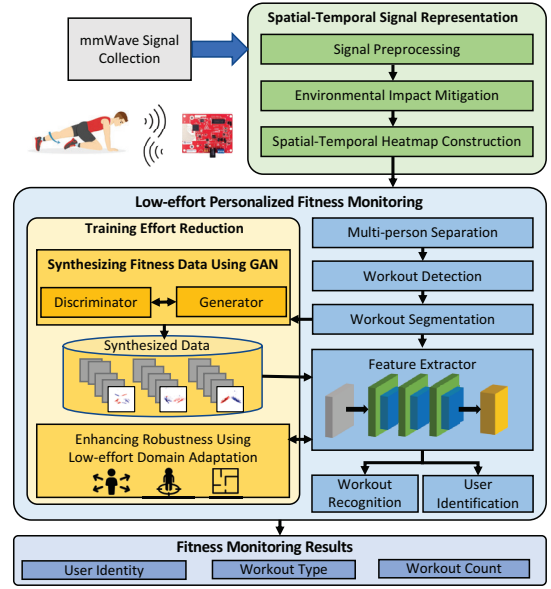 mmWave Signal
Collection
Spatial-Temporal Signal Representation
Signal Preprocessing
Environmental Impact Mitigation
Spatial-Temporal Heatmap Construction
Low-effort Personalized Fitness Monitoring
Training Effort Reduction
Synthesizing Fitness Data Using GAN
Discriminator
Generator
Synthesized Data
Enhancing Robustness Using
Low-effort Domain Adaptation
Multi-person Separation
Workout Detection
Workout Segmentation
Feature Extractor
Workout
Recognition
User
Identification
Fitness Monitoring Results
User Identity
Workout Type
Workout Count